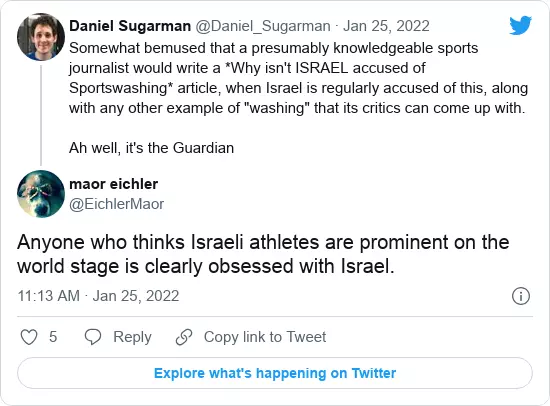 Daniel Sugarman @Daniel_Sugarman · Jan 25, 2022
Somewhat bemused that a presumably knowledgeable sports
journalist would write a *Why isn't ISRAEL accused of
Sportswashing* article, when Israel is regularly accused of this, along
with any other example of "washing" that its critics can come up with.
Ah well, it's the Guardian
maor eichler
@EichlerMaor
Anyone who thinks Israeli athletes are prominent on the
world stage is clearly obsessed with Israel.
11:13 AM · Jan 25, 2022
5 Reply Copy link to Tweet
Explore what's happening on Twitter